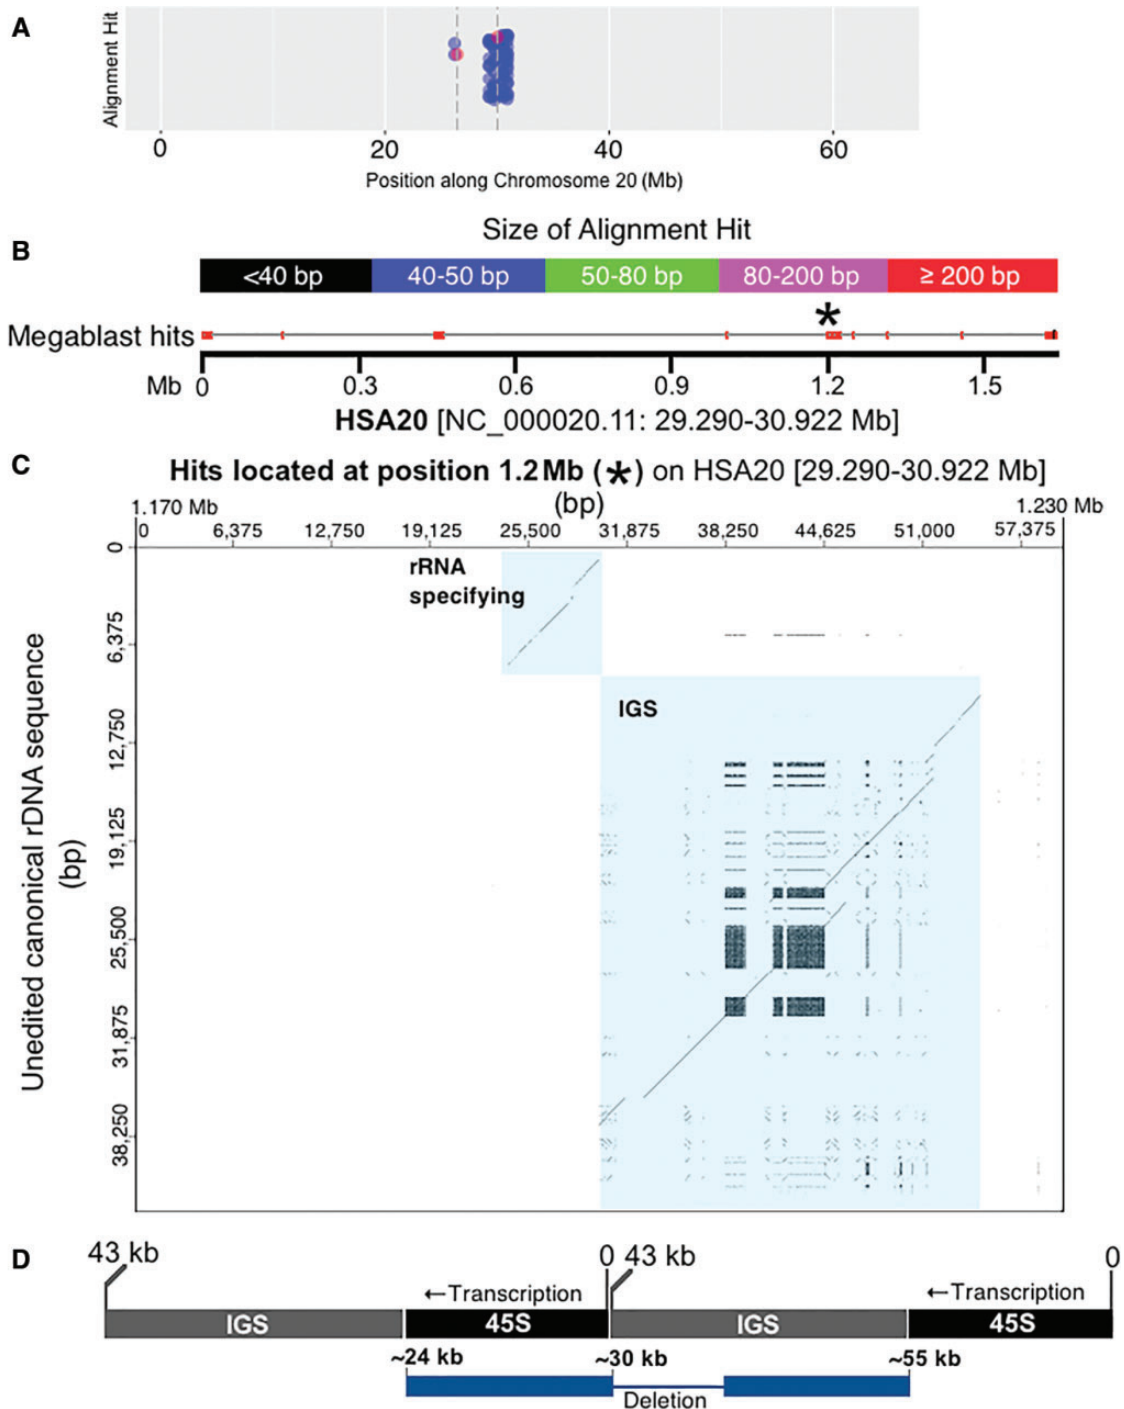 A
Alignment Hit
0 20 40 60
Position along Chromosome 20 (Mb)
B
Size of Alignment Hit
<40 bp 40-50 bp 50-80 bp 80-200 bp ≥ 200 bp
*
Megablast hits
Mb 0 0.3 0.6 0.9 1.2 1.5
HSA20 [NC_000020.11: 29.290-30.922 Mb]
C
Hits located at position 1.2Mb (*) on HSA20 [29.290-30.922 Mb]
1.170 Mb (bp) 1.230 Mb
0 6,375 12,750 19,125 25,500 31,875 38,250 44,625 51,000 57,375
Unedited canonical rDNA sequence
(bp)
0
6,375
12,750
19,125
25,500
31,875
38,250
rRNA
specifying
IGS
D
43 kb 0 43 kb 0
←Transcription ←Transcription
IGS 45S IGS 45S
~24 kb ~30 kb ~55 kb
Deletion